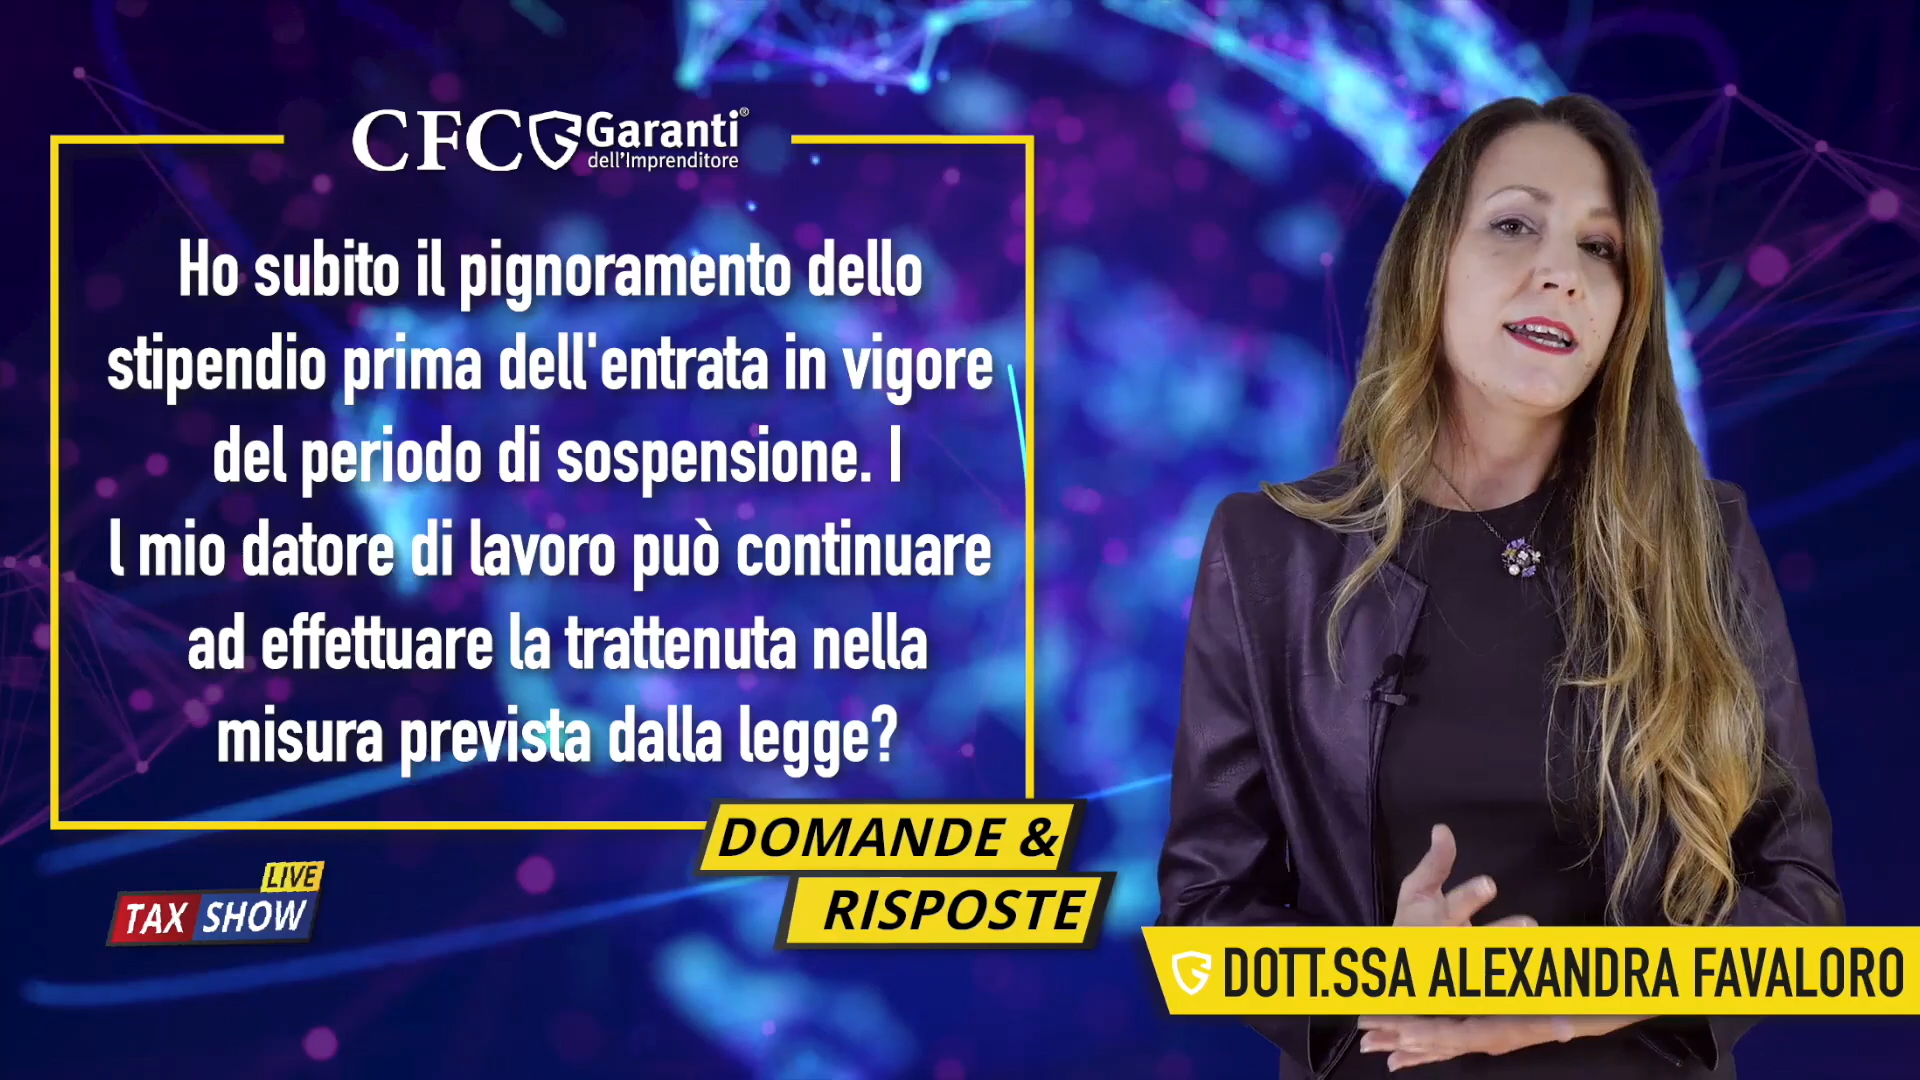 CFC Garanti®
dell'Imprenditore
Ho subito il pignoramento dello
stipendio prima dell'entrata in vigore
del periodo di sospensione. I
l mio datore di lavoro può continuare
ad effettuare la trattenuta nella
misura prevista dalla legge?
DOMANDE &
RISPOSTE
LIVE
TAX SHOW
DOTT.SSA ALEXANDRA FAVALORO